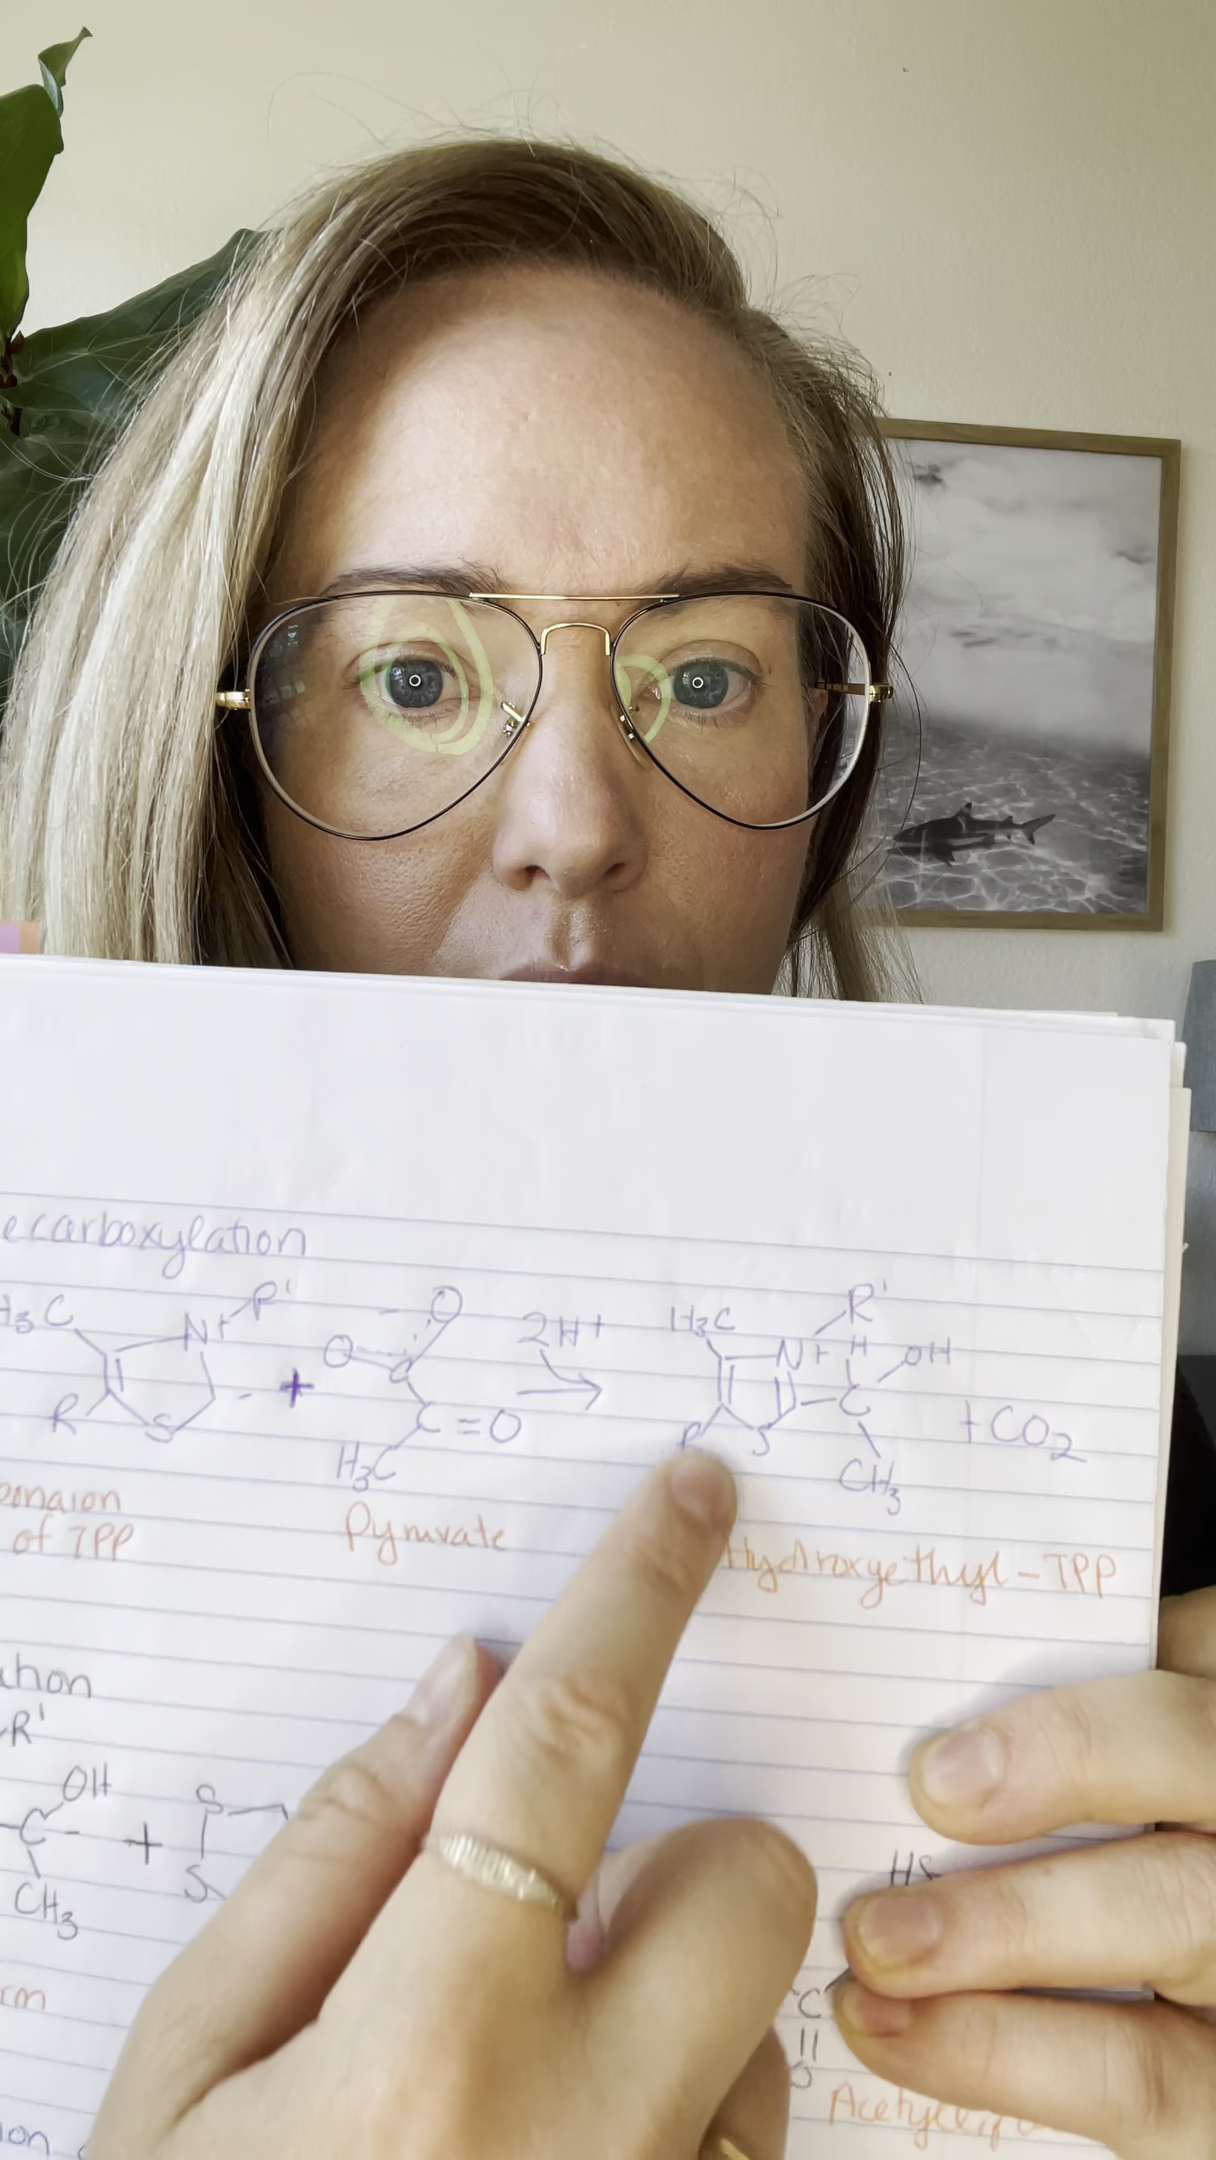 ecarboxylation
H₃C N+ R' - O 2H+ H₃C R'
O C N+ H OH
R S - + C=O S C + CO₂
H₃C CH₃
of TPP Pyruvate Hydroxyethyl-TPP
R'
OH S
C - + HS
CH₃ S
C
O